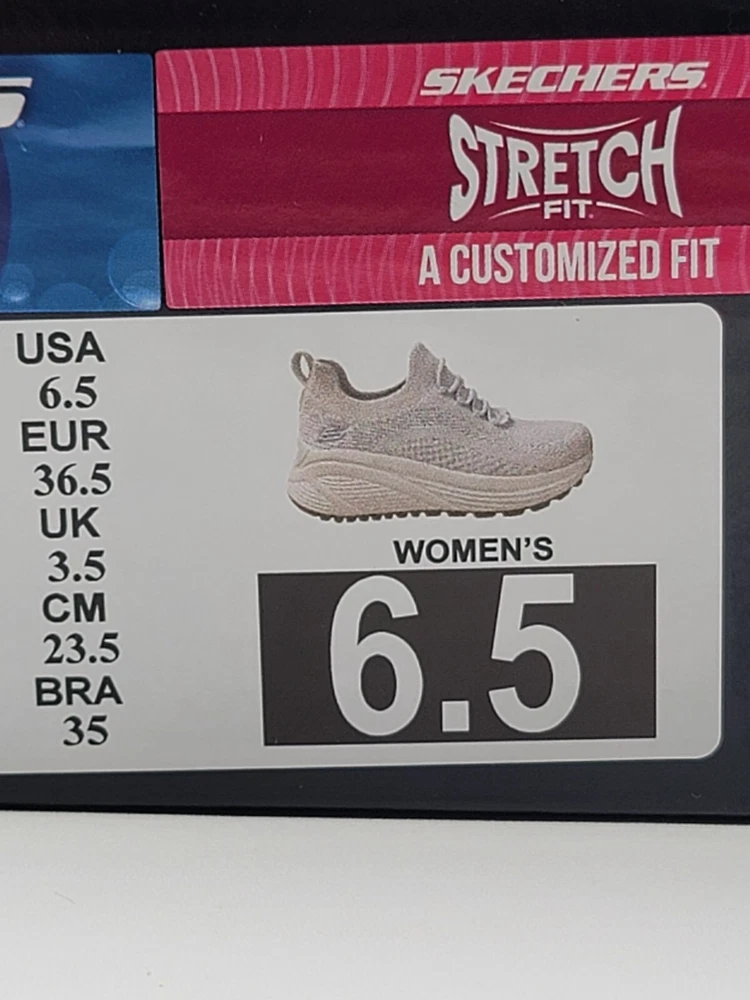 SKECHERS
STRETCH
FIT.
A CUSTOMIZED FIT
USA
6.5
EUR
36.5
UK
3.5
CM
23.5
BRA
35
WOMEN'S
6.5